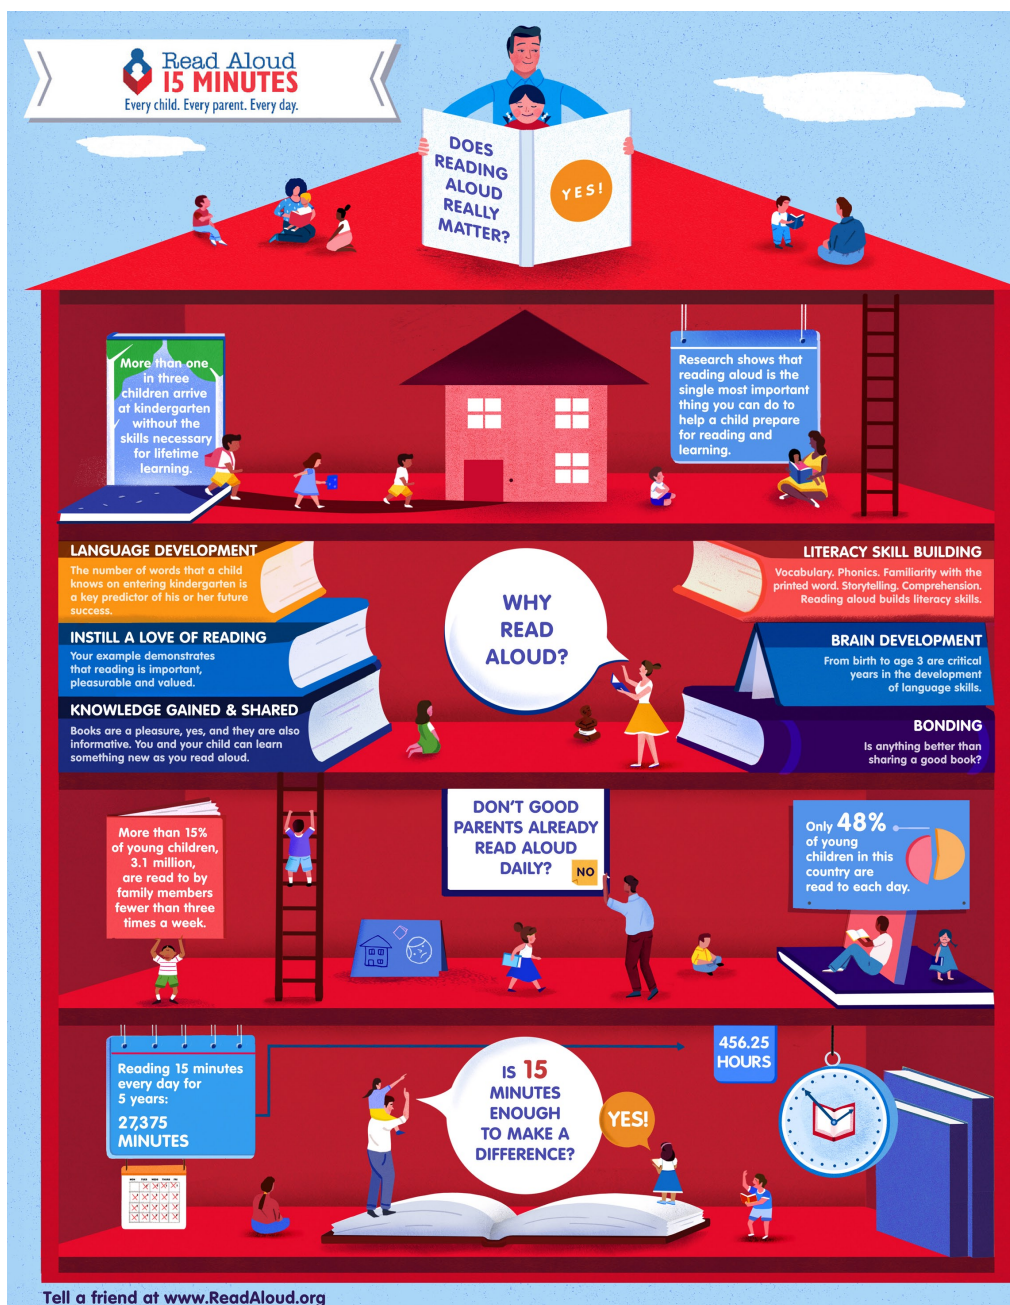 Read Aloud
15 MINUTES
Every child. Every parent. Every day.
DOES
READING
ALOUD
REALLY
MATTER?
YES!
More than one
in three
children arrive
at kindergarten
without the
skills necessary
for lifetime
learning.
Research shows that
reading aloud is the
single most important
thing you can do to
help a child prepare
for reading and
learning.
LANGUAGE DEVELOPMENT
The number of words that a child
knows on entering kindergarten is
a key predictor of his or her future
success.
INSTILL A LOVE OF READING
Your example demonstrates
that reading is important,
pleasurable and valued.
KNOWLEDGE GAINED & SHARED
Books are a pleasure, yes, and they are also
informative. You and your child can learn
something new as you read aloud.
WHY
READ
ALOUD?
LITERACY SKILL BUILDING
Vocabulary. Phonics. Familiarity with the
printed word. Storytelling. Comprehension.
Reading aloud builds literacy skills.
BRAIN DEVELOPMENT
From birth to age 3 are critical
years in the development
of language skills.
BONDING
Is anything better than
sharing a good book?
More than 15%
of young children,
3.1 million,
are read to by
family members
fewer than three
times a week.
DON'T GOOD
PARENTS ALREADY
READ ALOUD
DAILY?
NO
Only 48%
of young
children in this
country are
read to each day.
Reading 15 minutes
every day for
5 years:
27,375
MINUTES
IS 15
MINUTES
ENOUGH
TO MAKE A
DIFFERENCE?
YES!
456.25
HOURS
Tell a friend at www.ReadAloud.org